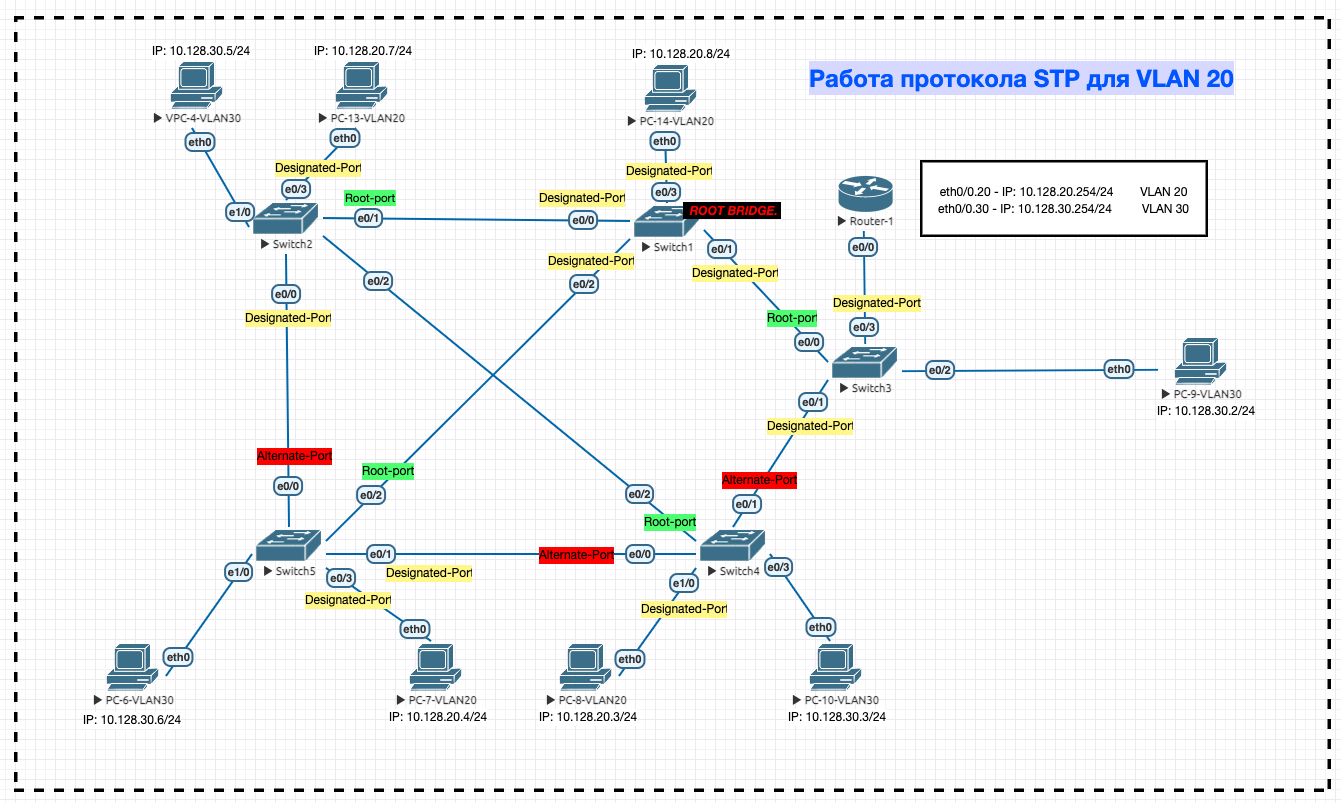 IP: 10.128.30.5/24
IP: 10.128.20.7/24
IP: 10.128.20.8/24
Работа протокола STP для VLAN 20
VPC-4-VLAN30
PC-13-VLAN20
PC-14-VLAN20
eth0
eth0
eth0
Designated-Port
Designated-Port
eth0/0.20 - IP: 10.128.20.254/24 VLAN 20
eth0/0.30 - IP: 10.128.30.254/24 VLAN 30
e0/3
Root-port
Designated-Port
e0/3
e1/0
e0/1
e0/0
ROOT BRIDGE.
Router-1
Switch2
Switch1
e0/1
e0/0
Designated-Port
Designated-Port
e0/2
e0/2
e0/0
Designated-Port
Designated-Port
Root-port
e0/3
e0/0
Switch3
e0/2
eth0
PC-9-VLAN30
IP: 10.128.30.2/24
e0/1
Designated-Port
Alternate-Port
Root-port
Alternate-Port
e0/0
e0/2
e0/2
e0/1
Root-port
e0/1
Designated-Port
Alternate-Port
e0/0
Switch5
Switch4
e1/0
e0/3
Designated-Port
e1/0
Designated-Port
e0/3
eth0
eth0
eth0
eth0
PC-6-VLAN30
PC-7-VLAN20
PC-8-VLAN20
PC-10-VLAN30
IP: 10.128.30.6/24
IP: 10.128.20.4/24
IP: 10.128.20.3/24
IP: 10.128.30.3/24